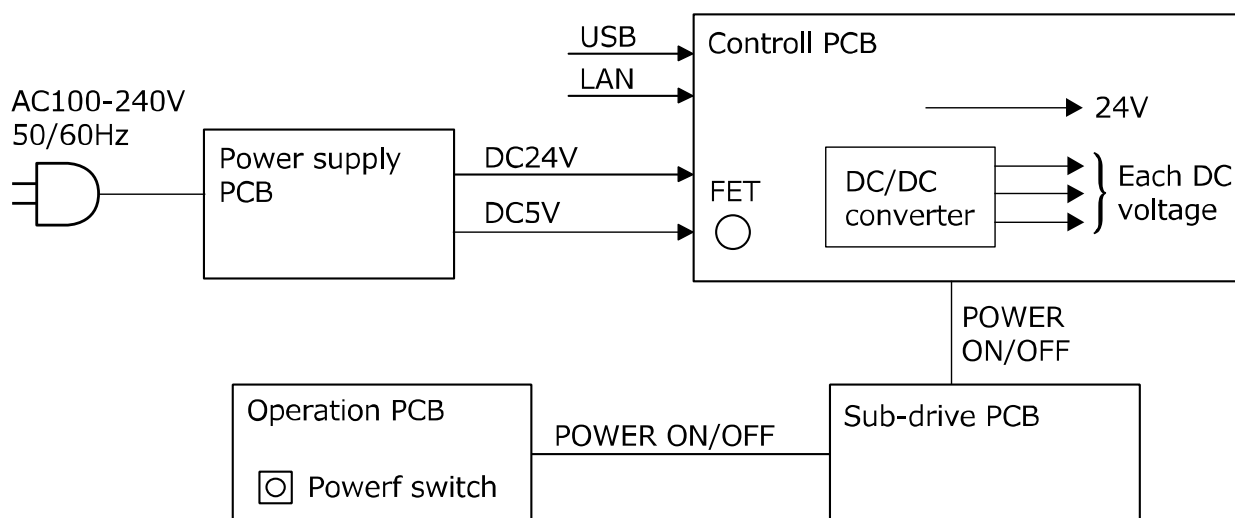 USB
LAN
Controll PCB
AC100-240V
50/60Hz
Power supply
PCB
DC24V
DC5V
FET
24V
DC/DC
converter
Each DC
voltage
POWER
ON/OFF
Operation PCB
Powerf switch
POWER ON/OFF
Sub-drive PCB